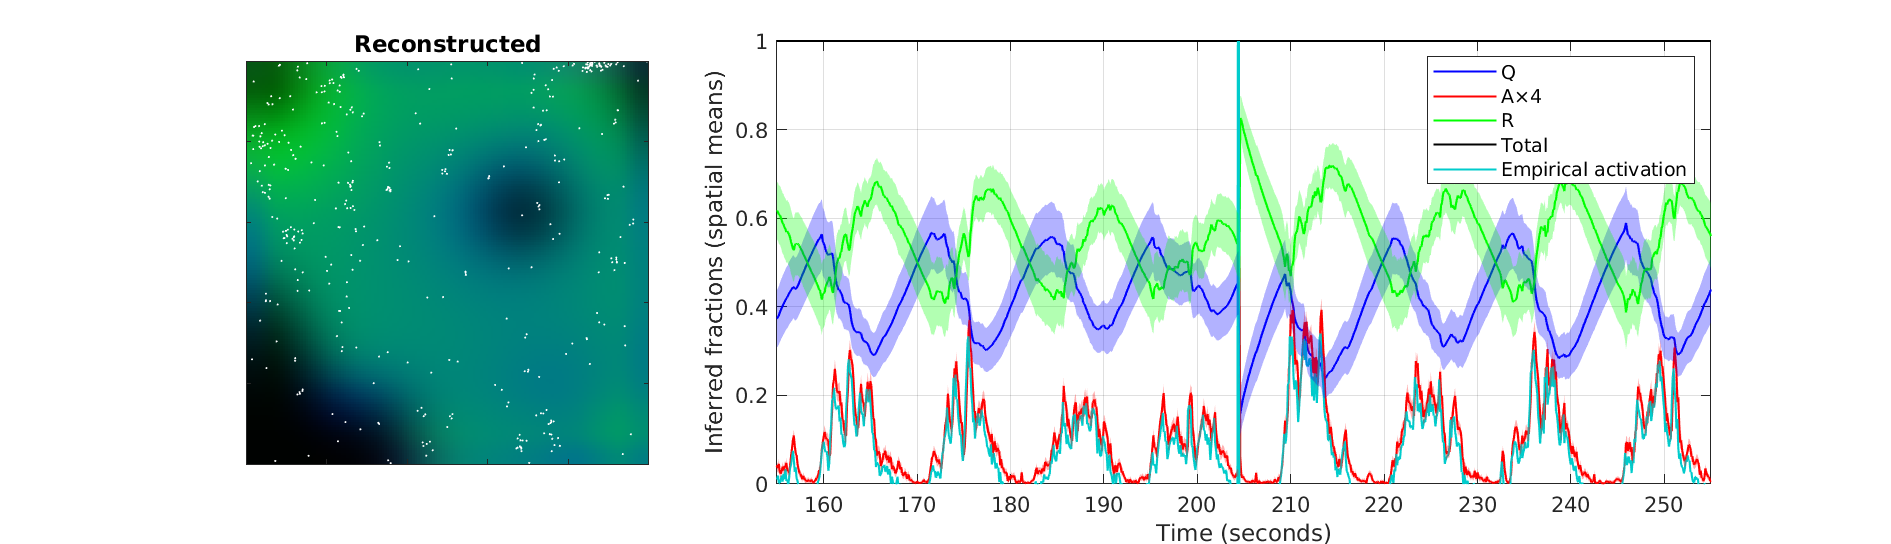 Reconstructed
Inferred fractions (spatial means)
1
0.8
0.6
0.4
0.2
0
Q
A×4
R
Total
Empirical activation
160 170 180 190 200 210 220 230 240 250
Time (seconds)